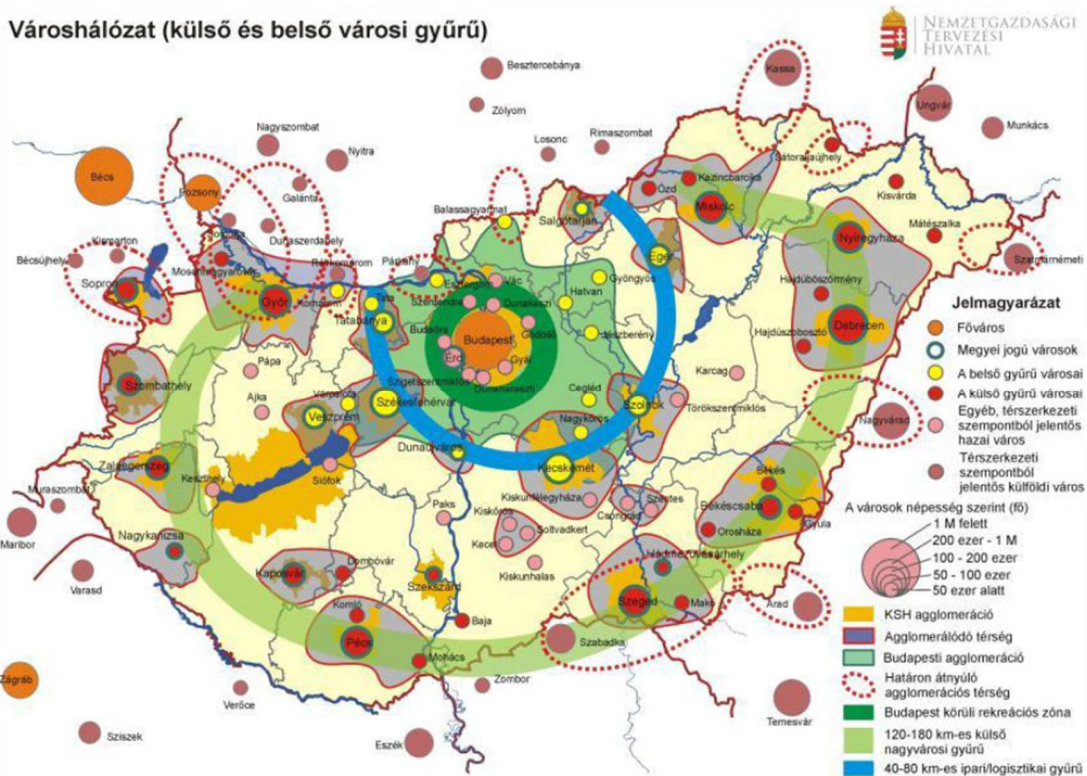 Városhálózat (külső és belső városi gyűrű)
NEMZETGAZDASÁGI
TERVEZÉSI
HIVATAL
Besztercebánya
Kassa
Zólyom
Ungvár
Munkács
Nagyszombat
Nyitra
Losonc
Rimaszombat
Sátoraljaújhely
Bécs
Pozsony
Galánta
Kazincbarcika
Ózd
Kisvárda
Miskolc
Balassagyarmat
Salgótarján
Mátészalka
Kismarton
Dunaszerdahely
Nyíregyháza
Bécsújhely
Mosonmagyaróvár
Révkomárom
Párkány
Eger
Szatmárnémeti
Sopron
Esztergom
Vác
Gyöngyös
Hajdúböszörmény
Győr
Komárom
Tata
Szentendre
Dunakeszi
Hatvan
Jelmagyarázat
Tatabánya
Budaörs
Gödöllő
Jászberény
Hajdúszoboszló
Debrecen
Főváros
Budapest
Megyei jogú városok
Pápa
Érd
Gyál
A belső gyűrű városai
Szombathely
Szigetszentmiklós
Dunaharaszti
Karcag
A külső gyűrű városai
Ajka
Várpalota
Székesfehérvár
Cegléd
Szolnok
Törökszentmiklós
Nagyvárad
Egyéb, térszerkezeti
szempontból jelentős
hazai város
Veszprém
Nagykőrös
Dunaújváros
Térszerkezeti
szempontból
jelentős külföldi város
Zalaegerszeg
Keszthely
Siófok
Kecskemét
Békés
Muraszombat
Kiskunfélegyháza
Szentes
Békéscsaba
A városok népesség szerint (fő)
Paks
Kiskőrös
Csongrád
Gyula
1 M felett
Maribor
Nagykanizsa
Soltvadkert
Orosháza
200 ezer - 1 M
Kecel
100 - 200 ezer
Hódmezővásárhely
50 - 100 ezer
Dombóvár
Kiskunhalas
50 ezer alatt
Kaposvár
Szekszárd
Varasd
Komló
Szeged
Makó
Arad
KSH agglomeráció
Baja
Pécs
Szabadka
Agglomerálódó térség
Mohács
Budapesti agglomeráció
Zágráb
Zombor
Határon átnyúló
agglomerációs térség
Verőce
Temesvár
Budapest körüli rekreációs zóna
Sziszek
Eszék
120-180 km-es külső
nagyvárosi gyűrű
40-80 km-es ipari/logisztikai gyűrű